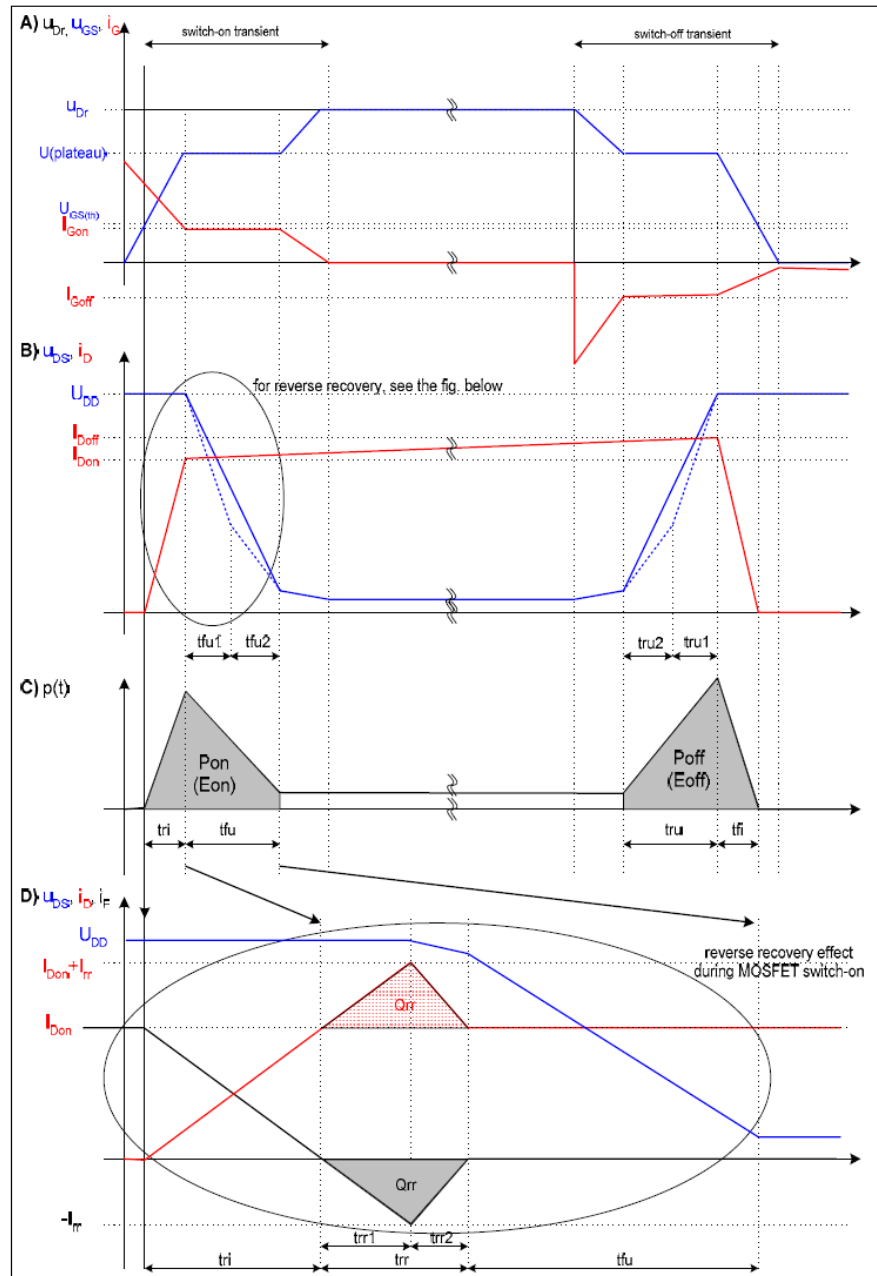 A) uDr, uGS, iG
switch-on transient
switch-off transient
uDr
U(plateau)
UGS(th)
IGon
IGoff
B) uDS, iD
for reverse recovery, see the fig. below
UDD
IDoff
IDon
tfu1 tfu2 tru2 tru1
C) p(t)
Pon
(Eon)
Poff
(Eoff)
tri tfu tru tfi
D) uDS, iD, iF
UDD
reverse recovery effect
during MOSFET switch-on
IDon+Irr
Qrr
IDon
Qrr
-Irr
trr1 trr2
tri trr tfu